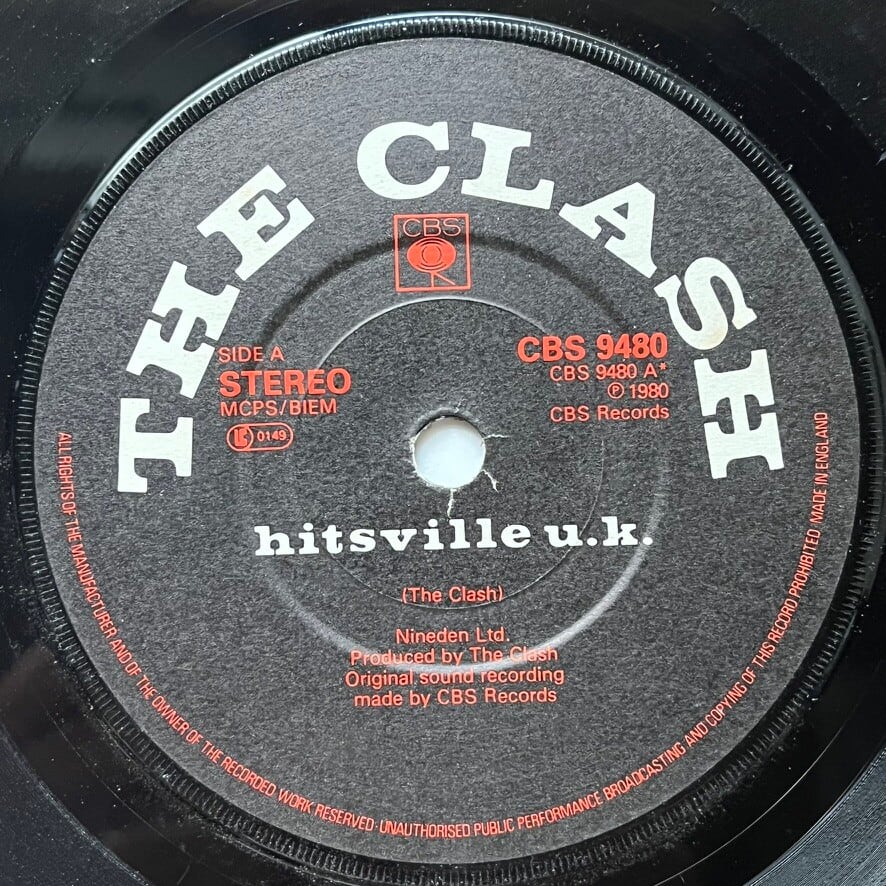 THE CLASH
CBS
SIDE A
STEREO
MCPS/BIEM
LC 0149
CBS 9480
CBS 9480 A*
℗ 1980
CBS Records
hitsville u.k.
(The Clash)
Nineden Ltd.
Produced by The Clash
Original sound recording
made by CBS Records
ALL RIGHTS OF THE MANUFACTURER AND OF THE OWNER OF THE RECORDED WORK RESERVED · UNAUTHORISED PUBLIC PERFORMANCE BROADCASTING AND COPYING OF THIS RECORD PROHIBITED · MADE IN ENGLAND